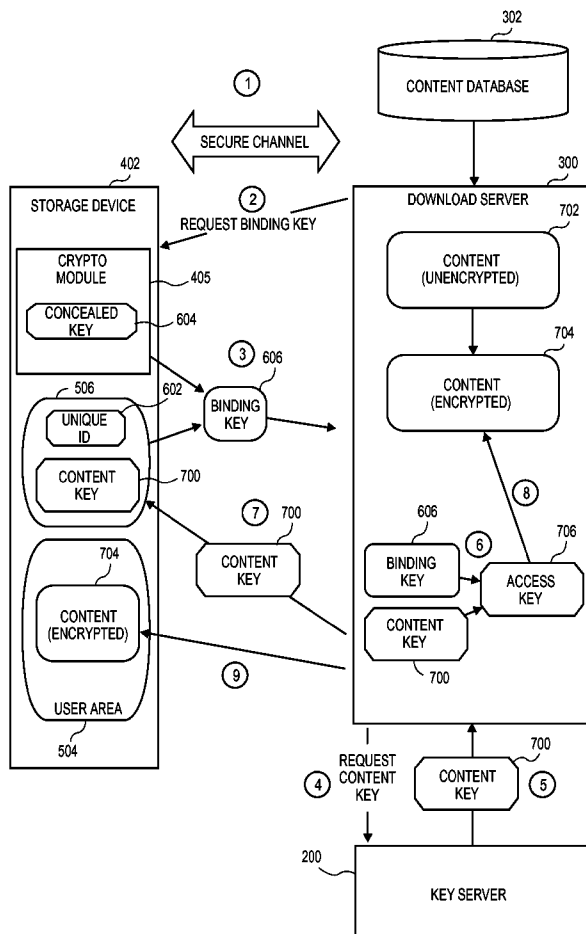 302
CONTENT DATABASE
1
SECURE CHANNEL
402
STORAGE DEVICE
2
REQUEST BINDING KEY
300
DOWNLOAD SERVER
702
CONTENT
(UNENCRYPTED)
CRYPTO
MODULE
405
CONCEALED
KEY
604
704
CONTENT
(ENCRYPTED)
3
606
BINDING
KEY
506
602
UNIQUE
ID
CONTENT
KEY
700
7
700
CONTENT
KEY
8
606
BINDING
KEY
6
706
ACCESS
KEY
CONTENT
KEY
700
704
CONTENT
(ENCRYPTED)
9
USER AREA
504
4
REQUEST
CONTENT
KEY
700
CONTENT
KEY
5
200
KEY SERVER